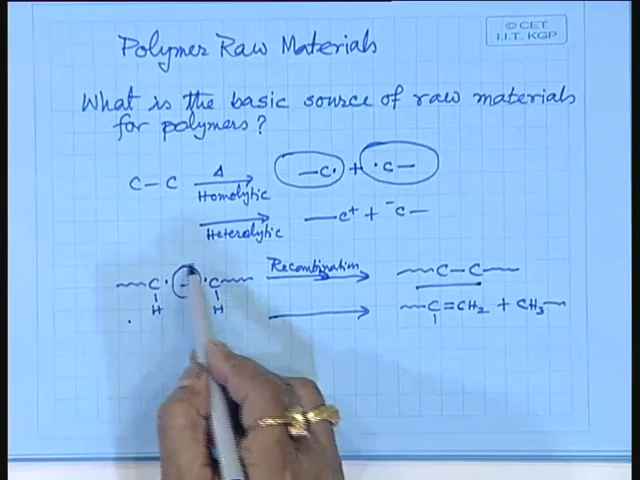 Polymer Raw Materials
© CET
I.I.T. KGP
What is the basic source of raw materials
for polymers?
C – C Δ Homolytic —C· + ·C—
Heterolytic —C⁺ + ⁻C—
~~C· ·C~~ Recombination ~~C–C~~
H H ~~C=CH₂ + CH₃~~